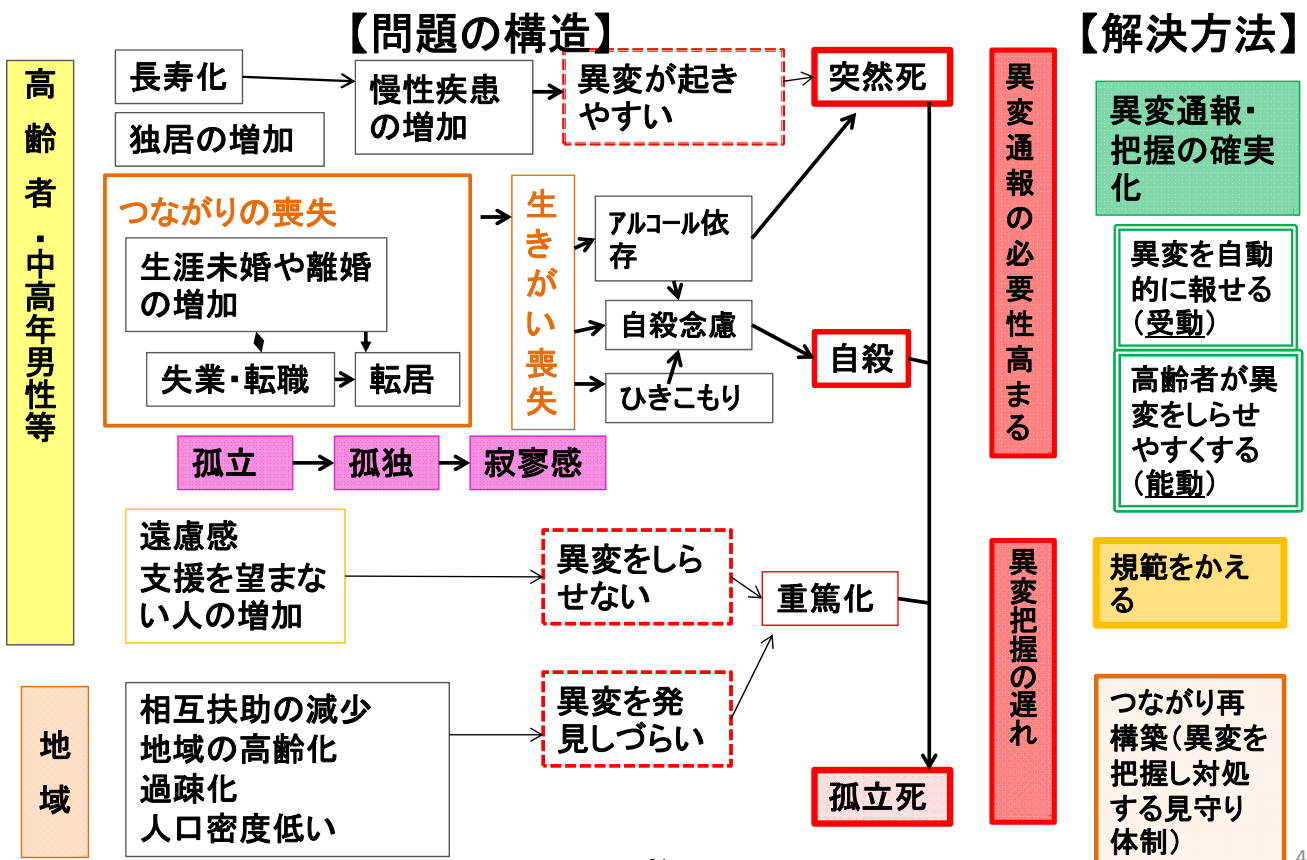 【問題の構造】
【解決方法】
高齢者・中高年男性等
長寿化
独居の増加
慢性疾患
の増加
異変が起き
やすい
突然死
つながりの喪失
生涯未婚や離婚
の増加
失業・転職
転居
生きがい喪失
アルコール依
存
自殺念慮
ひきこもり
自殺
孤立
孤独
寂寥感
遠慮感
支援を望まな
い人の増加
異変をしら
せない
重篤化
地域
相互扶助の減少
地域の高齢化
過疎化
人口密度低い
異変を発
見しづらい
孤立死
異変通報の必要性高まる
異変把握の遅れ
異変通報・
把握の確実
化
異変を自動
的に報せる
(受動)
高齢者が異
変をしらせ
やすくする
(能動)
規範をかえ
る
つながり再
構築(異変を
把握し対処
する見守り
体制)
4